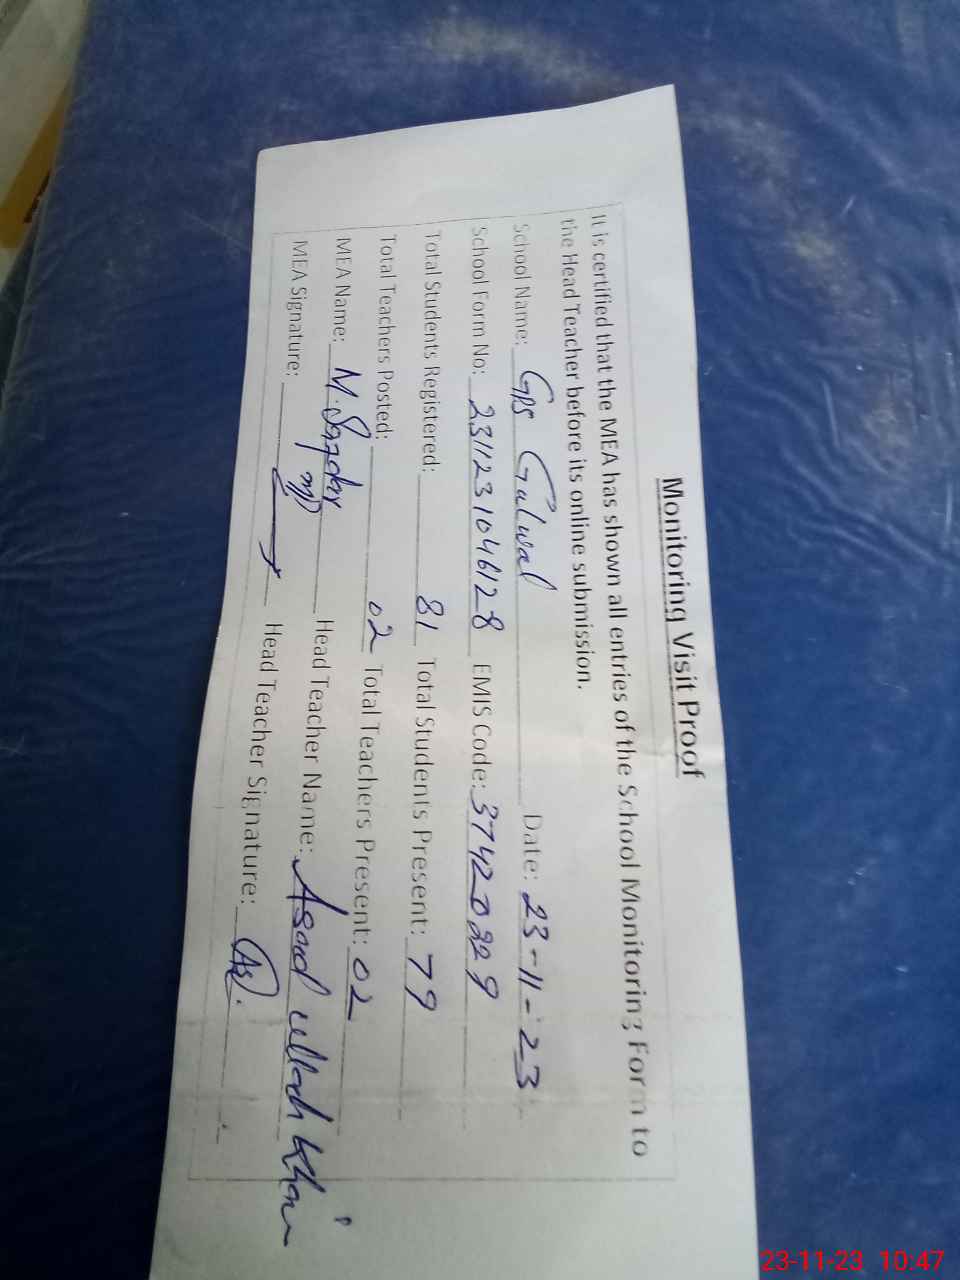 Monitoring Visit Proof
It is certified that the MEA has shown all entries of the School Monitoring Form to
the Head Teacher before its online submission.
School Name: GPS Galwal Date: 23-11-23
School Form No: 2311231046128 EMIS Code: 37420229
Total Students Registered: 81 Total Students Present: 79
Total Teachers Posted: 02 Total Teachers Present: 02
MEA Name: M. Safdar Head Teacher Name: Asad ullah Khan
MEA Signature: Head Teacher Signature:
23-11-23 10:47